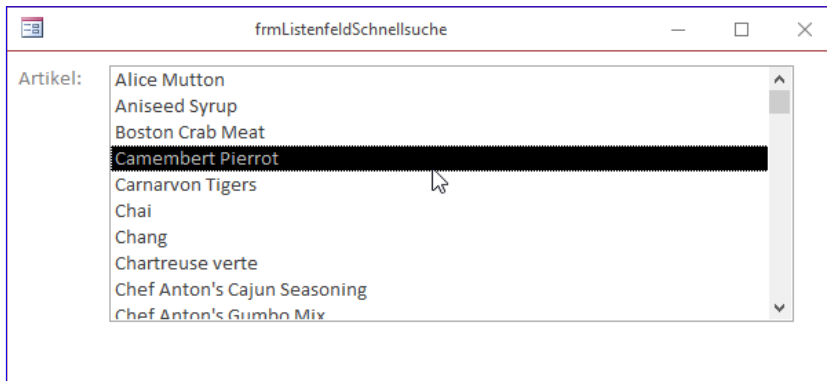 frmListenfeldSchnellsuche
Artikel:
Alice Mutton
Aniseed Syrup
Boston Crab Meat
Camembert Pierrot
Carnarvon Tigers
Chai
Chang
Chartreuse verte
Chef Anton's Cajun Seasoning
Chef Anton's Gumbo Mix